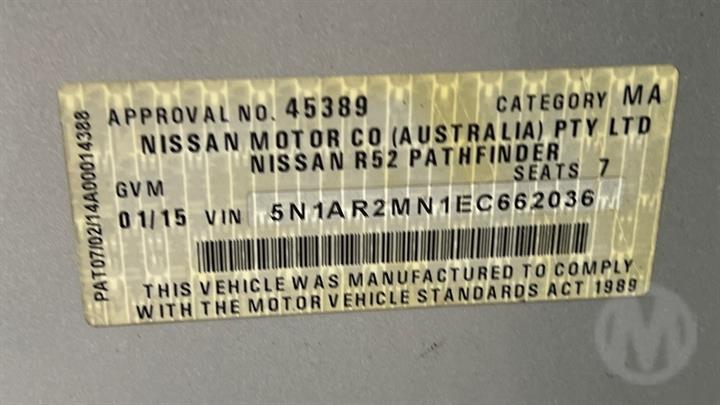 APPROVAL NO. 45389 CATEGORY MA
NISSAN MOTOR CO (AUSTRALIA) PTY LTD
NISSAN R52 PATHFINDER
GVM SEATS 7
01/15 VIN 5N1AR2MN1EC662036
THIS VEHICLE WAS MANUFACTURED TO COMPLY
WITH THE MOTOR VEHICLE STANDARDS ACT 1989
PAT07/02/14A00014388
M